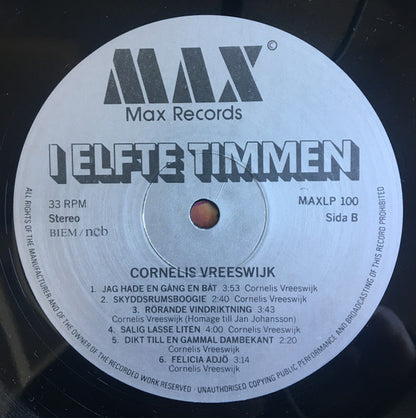 MAX ©
Max Records
I ELFTE TIMMEN
33 RPM
Stereo
BIEM/ncb
MAXLP 100
Sida B
CORNELIS VREESWIJK
1. JAG HADE EN GÅNG EN BÅT 3:53 Cornelis Vreeswijk
2. SKYDDSRUMSBOOGIE 2:40 Cornelis Vreeswijk
3. RÖRANDE VINDRIKTNING 3:43
Cornelis Vreeswijk (Homage till Jan Johansson)
4. SALIG LASSE LITEN 4:00 Cornelis Vreeswijk
5. DIKT TILL EN GAMMAL DAMBEKANT 2:20
Cornelis Vreeswijk
6. FELICIA ADJÖ 3:14
Cornelis Vreeswijk
ALL RIGHTS OF THE MANUFACTURER AND OF THE OWNER OF THE RECORDED WORK RESERVED · UNAUTHORISED COPYING PUBLIC PERFORMANCE AND BROADCASTING OF THIS RECORD PROHIBITED